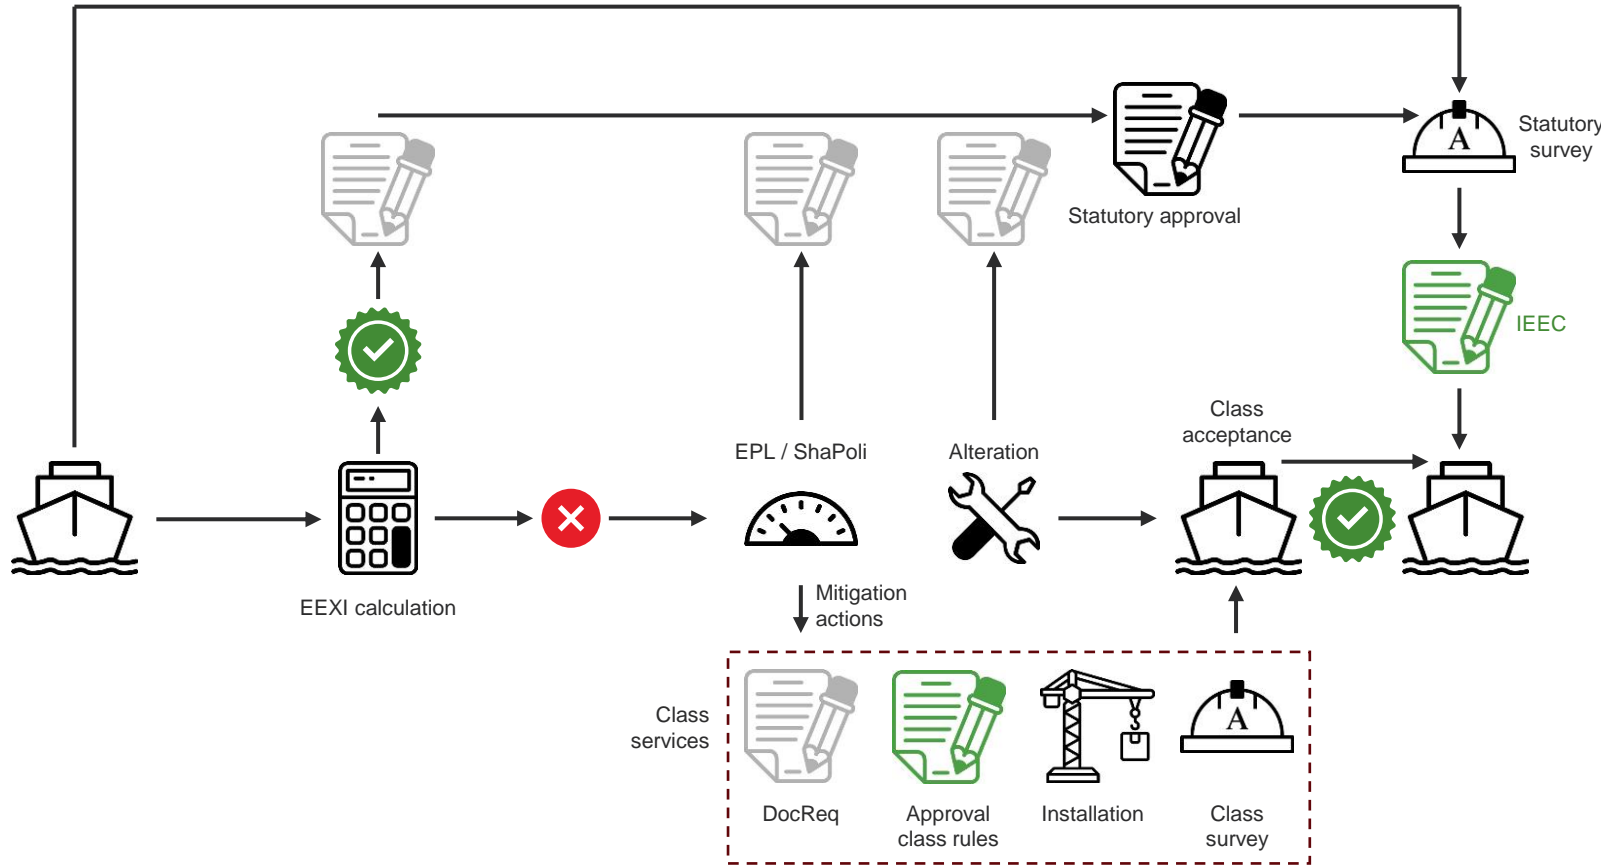 Statutory
survey
A
Statutory approval
IEEC
Class
acceptance
EPL / ShaPoli
Alteration
EEXI calculation
Mitigation
actions
Class
services
A
DocReq
Approval
class rules
Installation
Class
survey